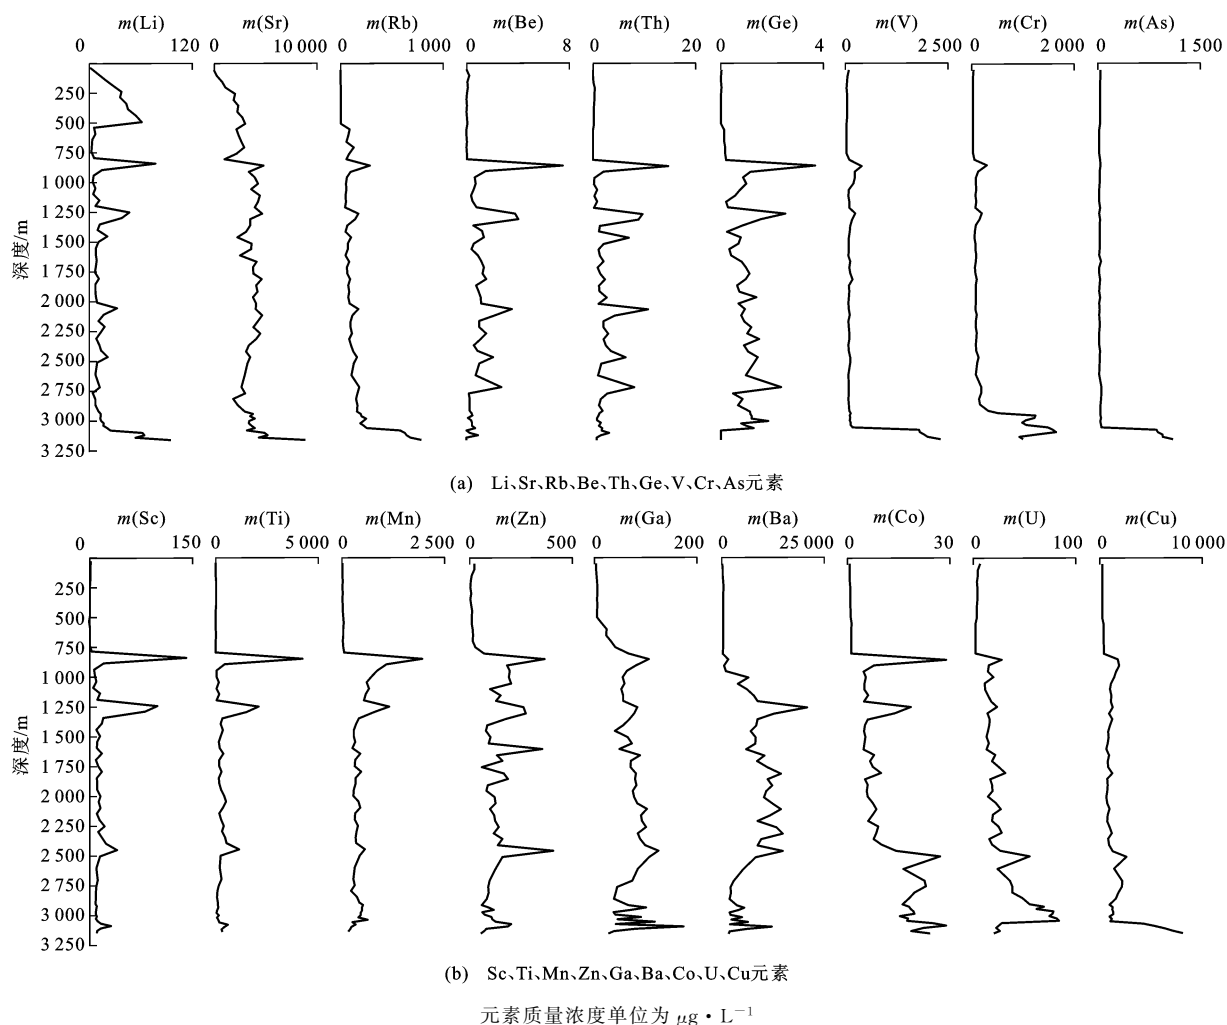 m(Li) m(Sr) m(Rb) m(Be) m(Th) m(Ge) m(V) m(Cr) m(As)
0 120 0 10 000 0 1 000 0 8 0 20 0 4 0 2 500 0 2 000 0 1 500
250
500
750
1 000
1 250
1 500
1 750
2 000
2 250
2 500
2 750
3 000
3 250
深度/m
(a) Li、Sr、Rb、Be、Th、Ge、V、Cr、As元素
m(Sc) m(Ti) m(Mn) m(Zn) m(Ga) m(Ba) m(Co) m(U) m(Cu)
0 150 0 5 000 0 2 500 0 500 0 200 0 25 000 0 30 0 100 0 10 000
250
500
750
1 000
1 250
1 500
1 750
2 000
2 250
2 500
2 750
3 000
3 250
深度/m
(b) Sc、Ti、Mn、Zn、Ga、Ba、Co、U、Cu元素
元素质量浓度单位为 μg·L⁻¹